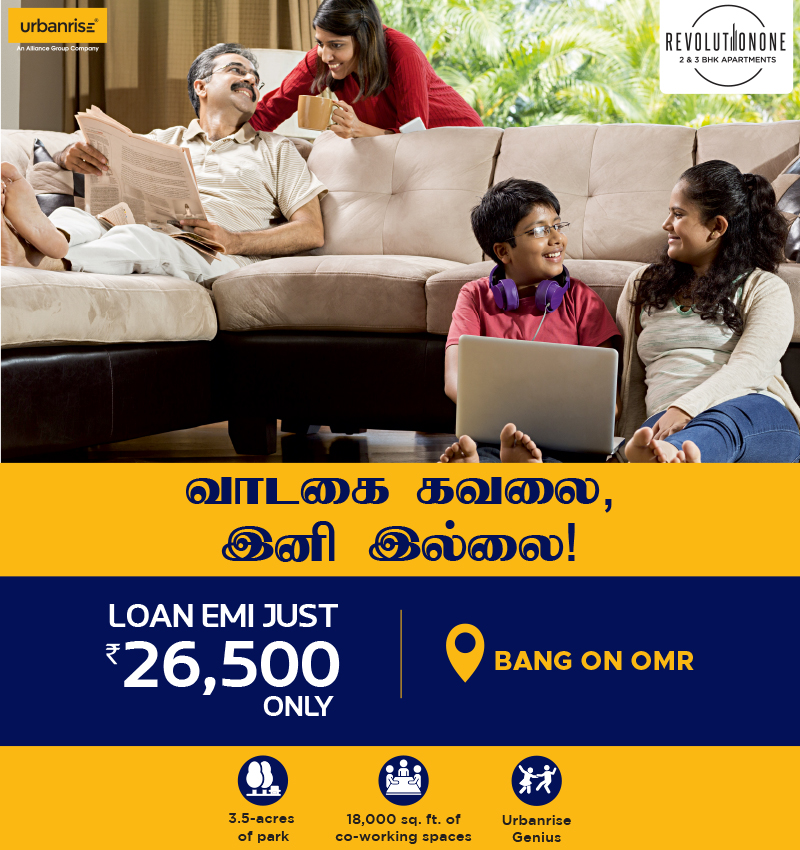 urbanrise
An Alliance Group Company
REVOLUTIONONE
2 & 3 BHK APARTMENTS
வாடகை கவலை,
இனி இல்லை!
LOAN EMI JUST
₹26,500
ONLY
BANG ON OMR
3.5-acres
of park
18,000 sq. ft. of
co-working spaces
Urbanrise
Genius